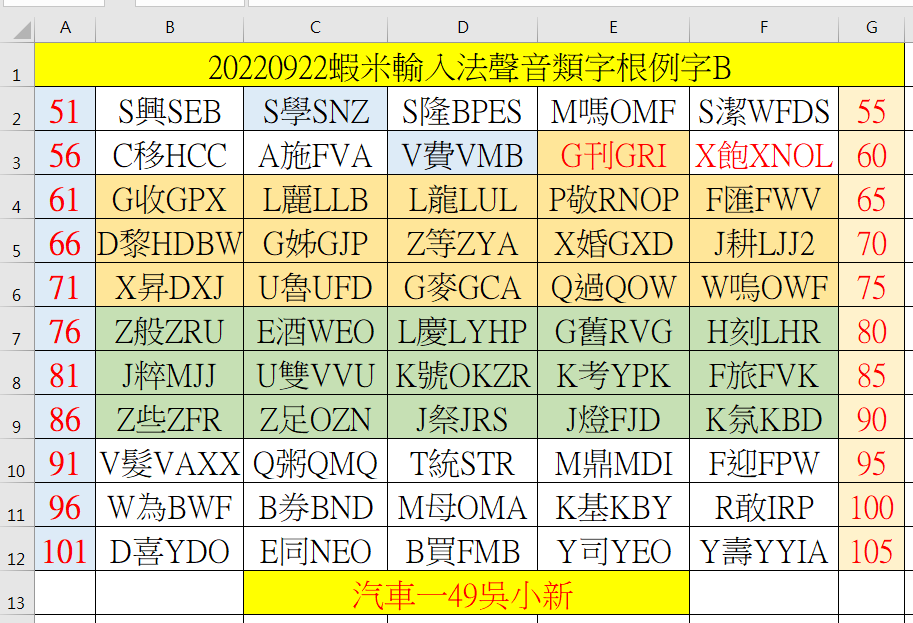 A B C D E F G
1 20220922蝦米輸入法聲音類字根例字B
2 51 S興SEB S學SNZ S隆BPES M嗎OMF S潔WFDS 55
3 56 C移HCC A施FVA V費VMB G刊GRI X飽XNOL 60
4 61 G收GPX L麗LLB L龍LUL P敬RNOP F匯FWV 65
5 66 D黎HDBW G姊GJP Z等ZYA X婚GXD J耕LJJ2 70
6 71 X昇DXJ U魯UFD G麥GCA Q過QOW W嗚OWF 75
7 76 Z般ZRU E酒WEO L慶LYHP G舊RVG H刻LHR 80
8 81 J粹MJJ U雙VVU K號OKZR K考YPK F旅FVK 85
9 86 Z些ZFR Z足OZN J祭JRS J燈FJD K氛KBD 90
10 91 V髮VAXX Q粥QMQ T統STR M鼎MDI F迎FPW 95
11 96 W為BWF B券BND M母OMA K基KBY R敢IRP 100
12 101 D喜YDO E同NEO B買FMB Y司YEO Y壽YYIA 105
13 汽車一49吳小新